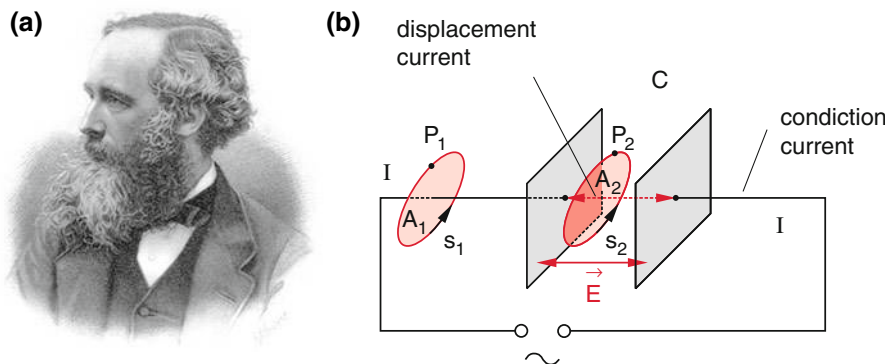 (a)
(b)
displacement
current
C
condiction
current
P1
P2
I
A1
A2
s1
s2
I
E